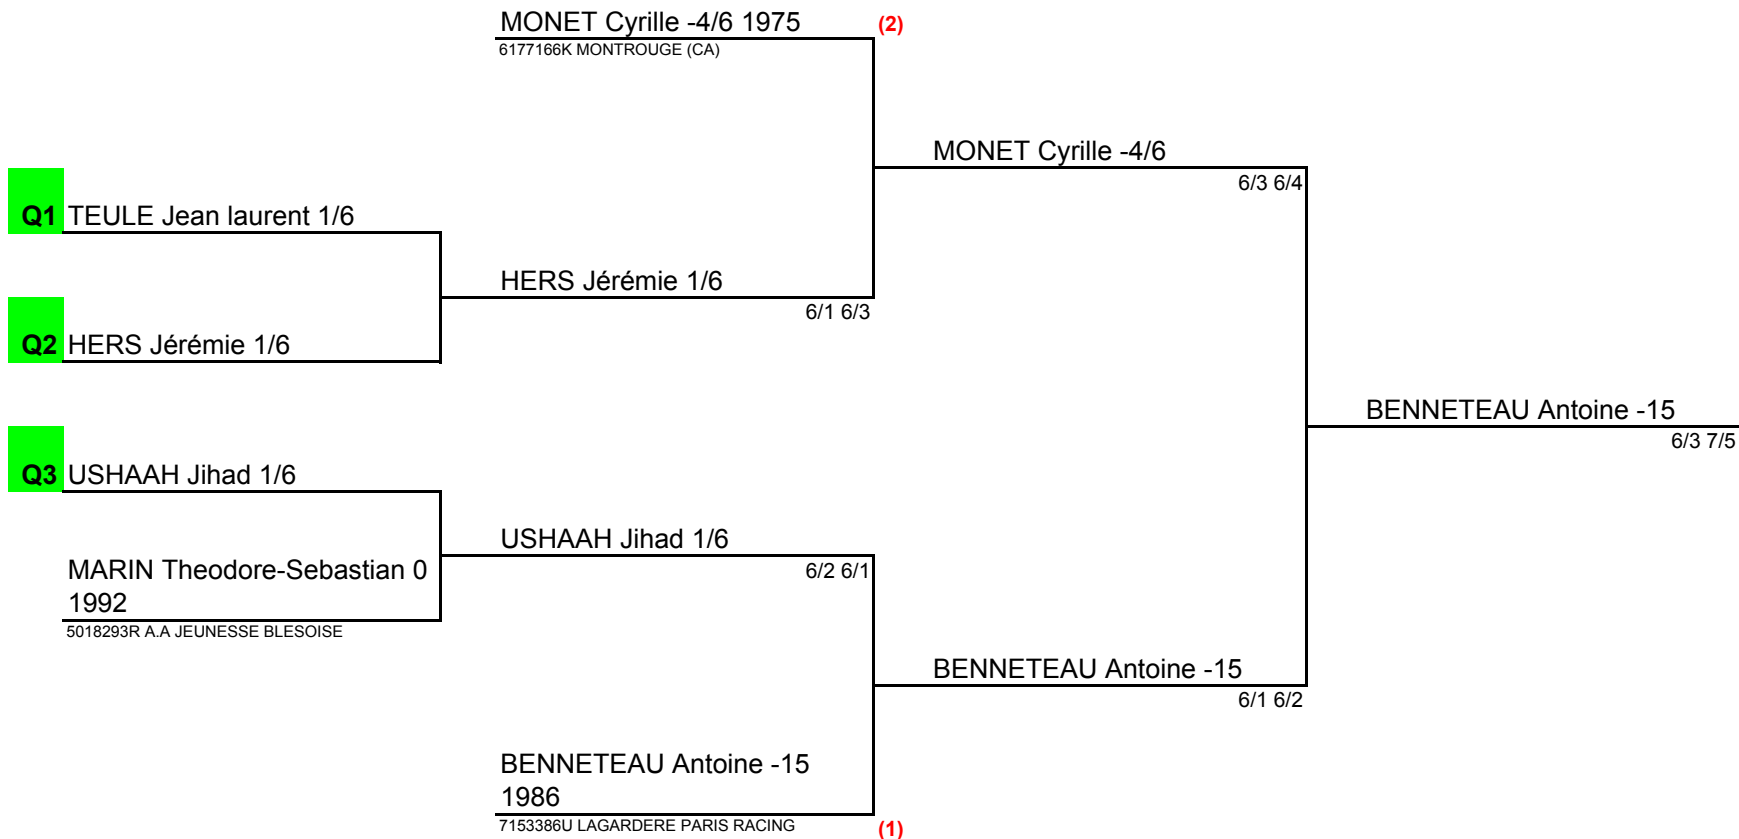 MONET Cyrille -4/6 1975
(2)
6177166K MONTROUGE (CA)
MONET Cyrille -4/6
6/3 6/4
Q1 TEULE Jean laurent 1/6
HERS Jérémie 1/6
6/1 6/3
Q2 HERS Jérémie 1/6
BENNETEAU Antoine -15
6/3 7/5
Q3 USHAAH Jihad 1/6
USHAAH Jihad 1/6
6/2 6/1
MARIN Theodore-Sebastian 0
1992
5018293R A.A JEUNESSE BLESOISE
BENNETEAU Antoine -15
6/1 6/2
BENNETEAU Antoine -15
1986
7153386U LAGARDERE PARIS RACING
(1)